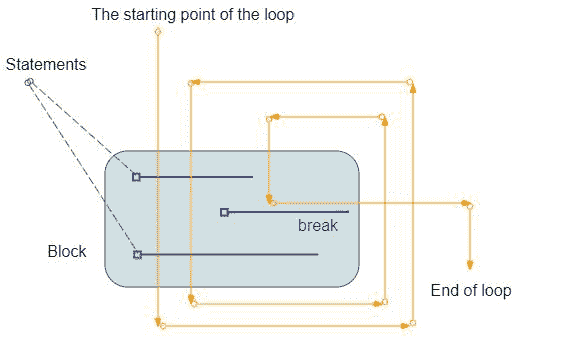 The starting point of the loop
Statements
break
Block
End of loop